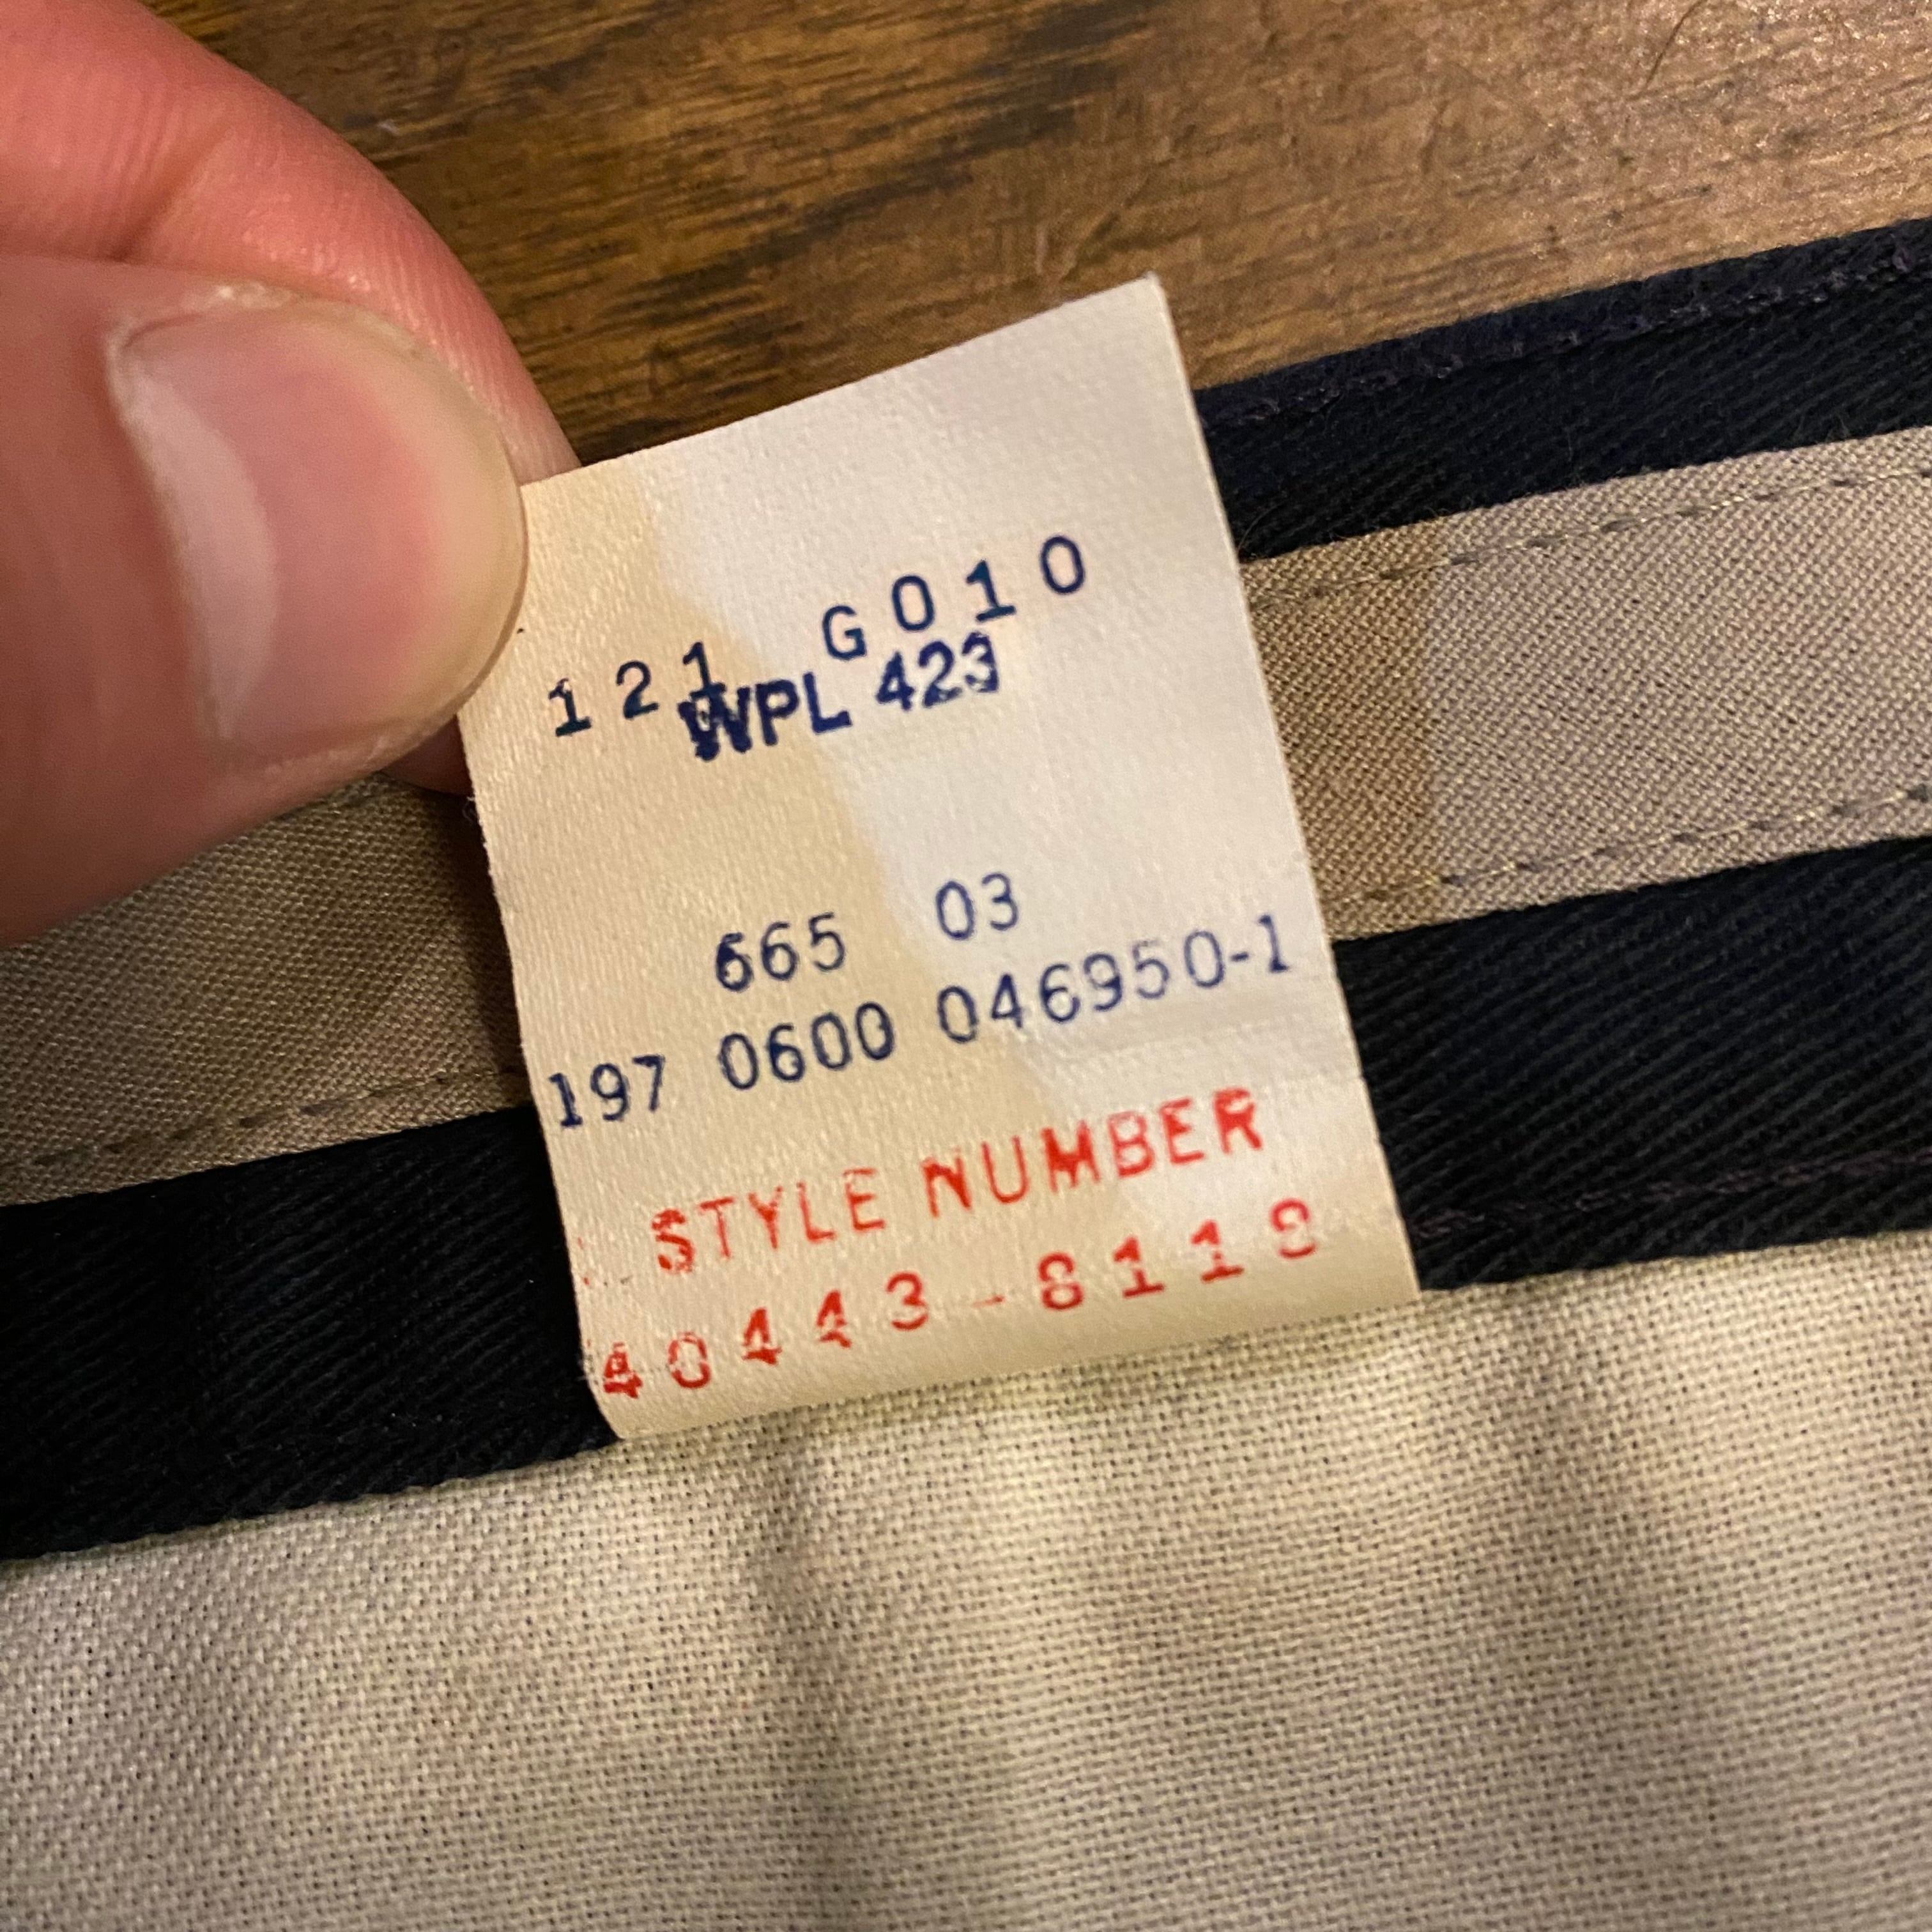 121 G010
WPL 423
665 03
197 0600 046950-1
STYLE NUMBER
40443-8118